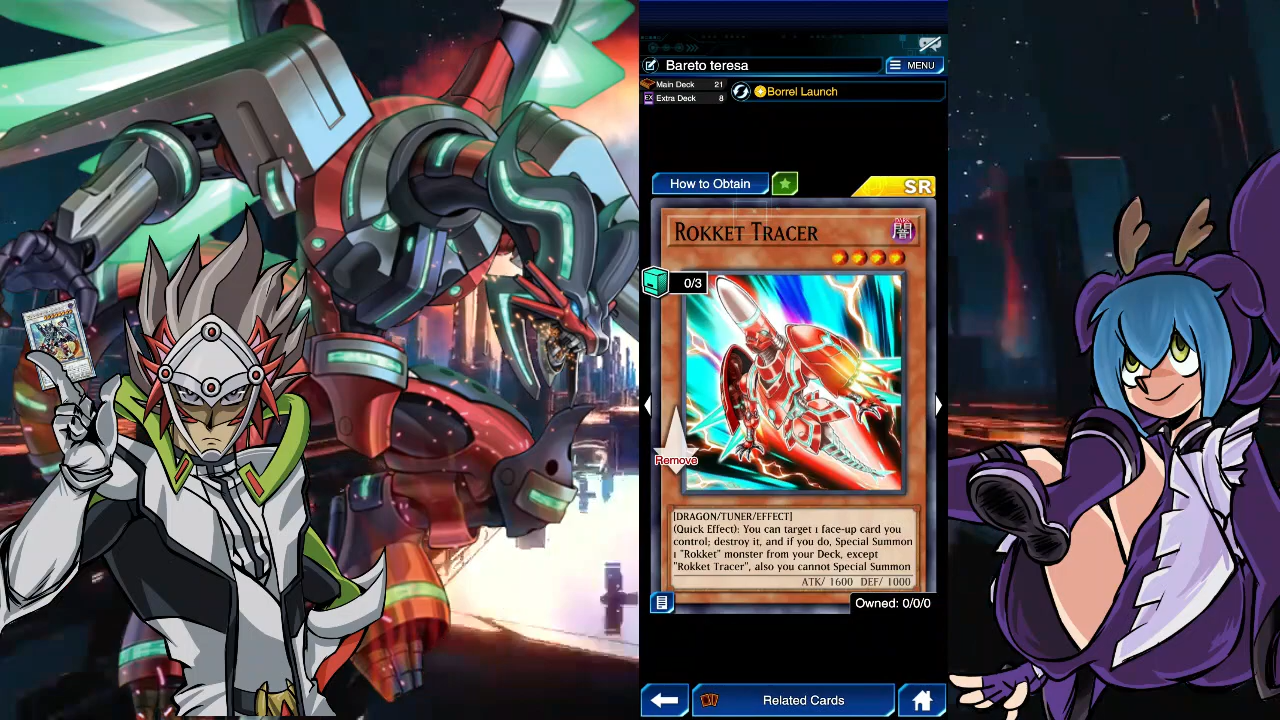 Bareto teresa
MENU
Main Deck 21
EX Extra Deck 8
Borrel Launch
How to Obtain
SR
ROKKET TRACER
DARK
闇
0/3
Remove
[DRAGON/TUNER/EFFECT]
(Quick Effect): You can target 1 face-up card you
control; destroy it, and if you do, Special Summon
1 "Rokket" monster from your Deck, except
"Rokket Tracer", also you cannot Special Summon
ATK/ 1600 DEF/ 1000
Owned: 0/0/0
Related Cards